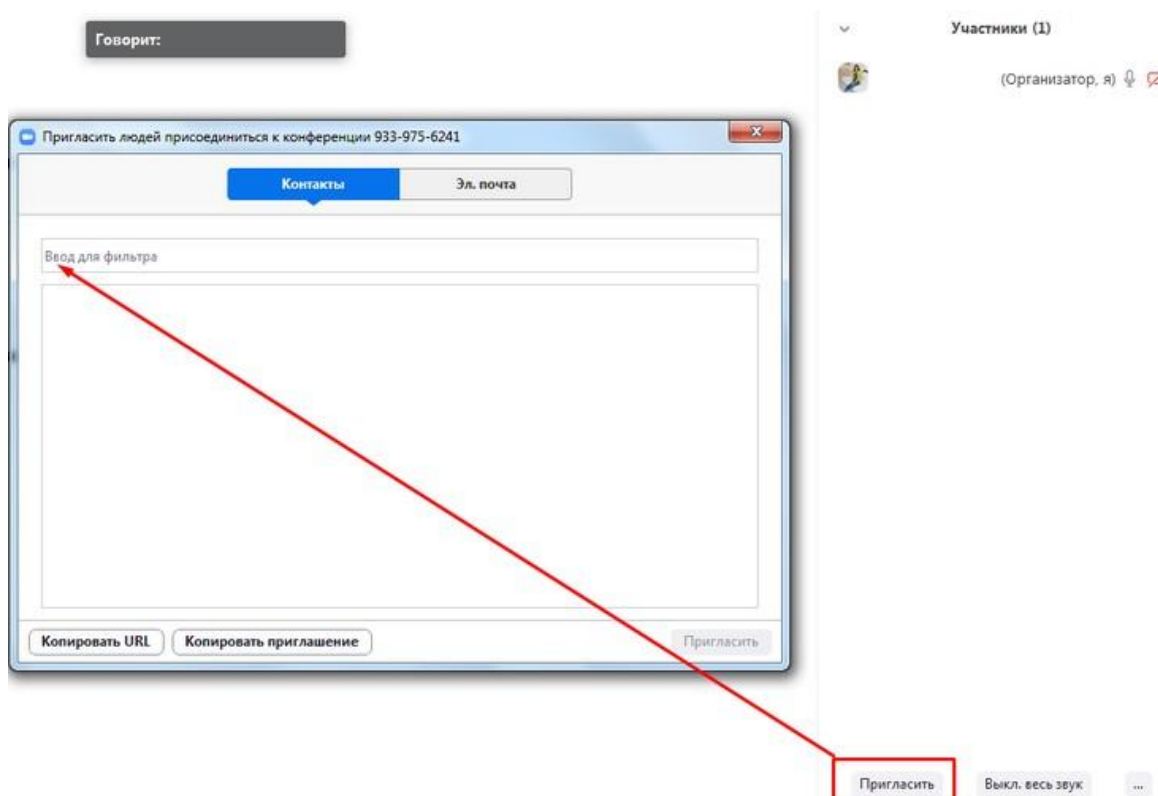 Говорит:
Участники (1)
(Организатор, я)
Пригласить людей присоединиться к конференции 933-975-6241
Контакты
Эл. почта
Ввод для фильтра
Копировать URL
Копировать приглашение
Пригласить
Пригласить
Выкл. весь звук
...